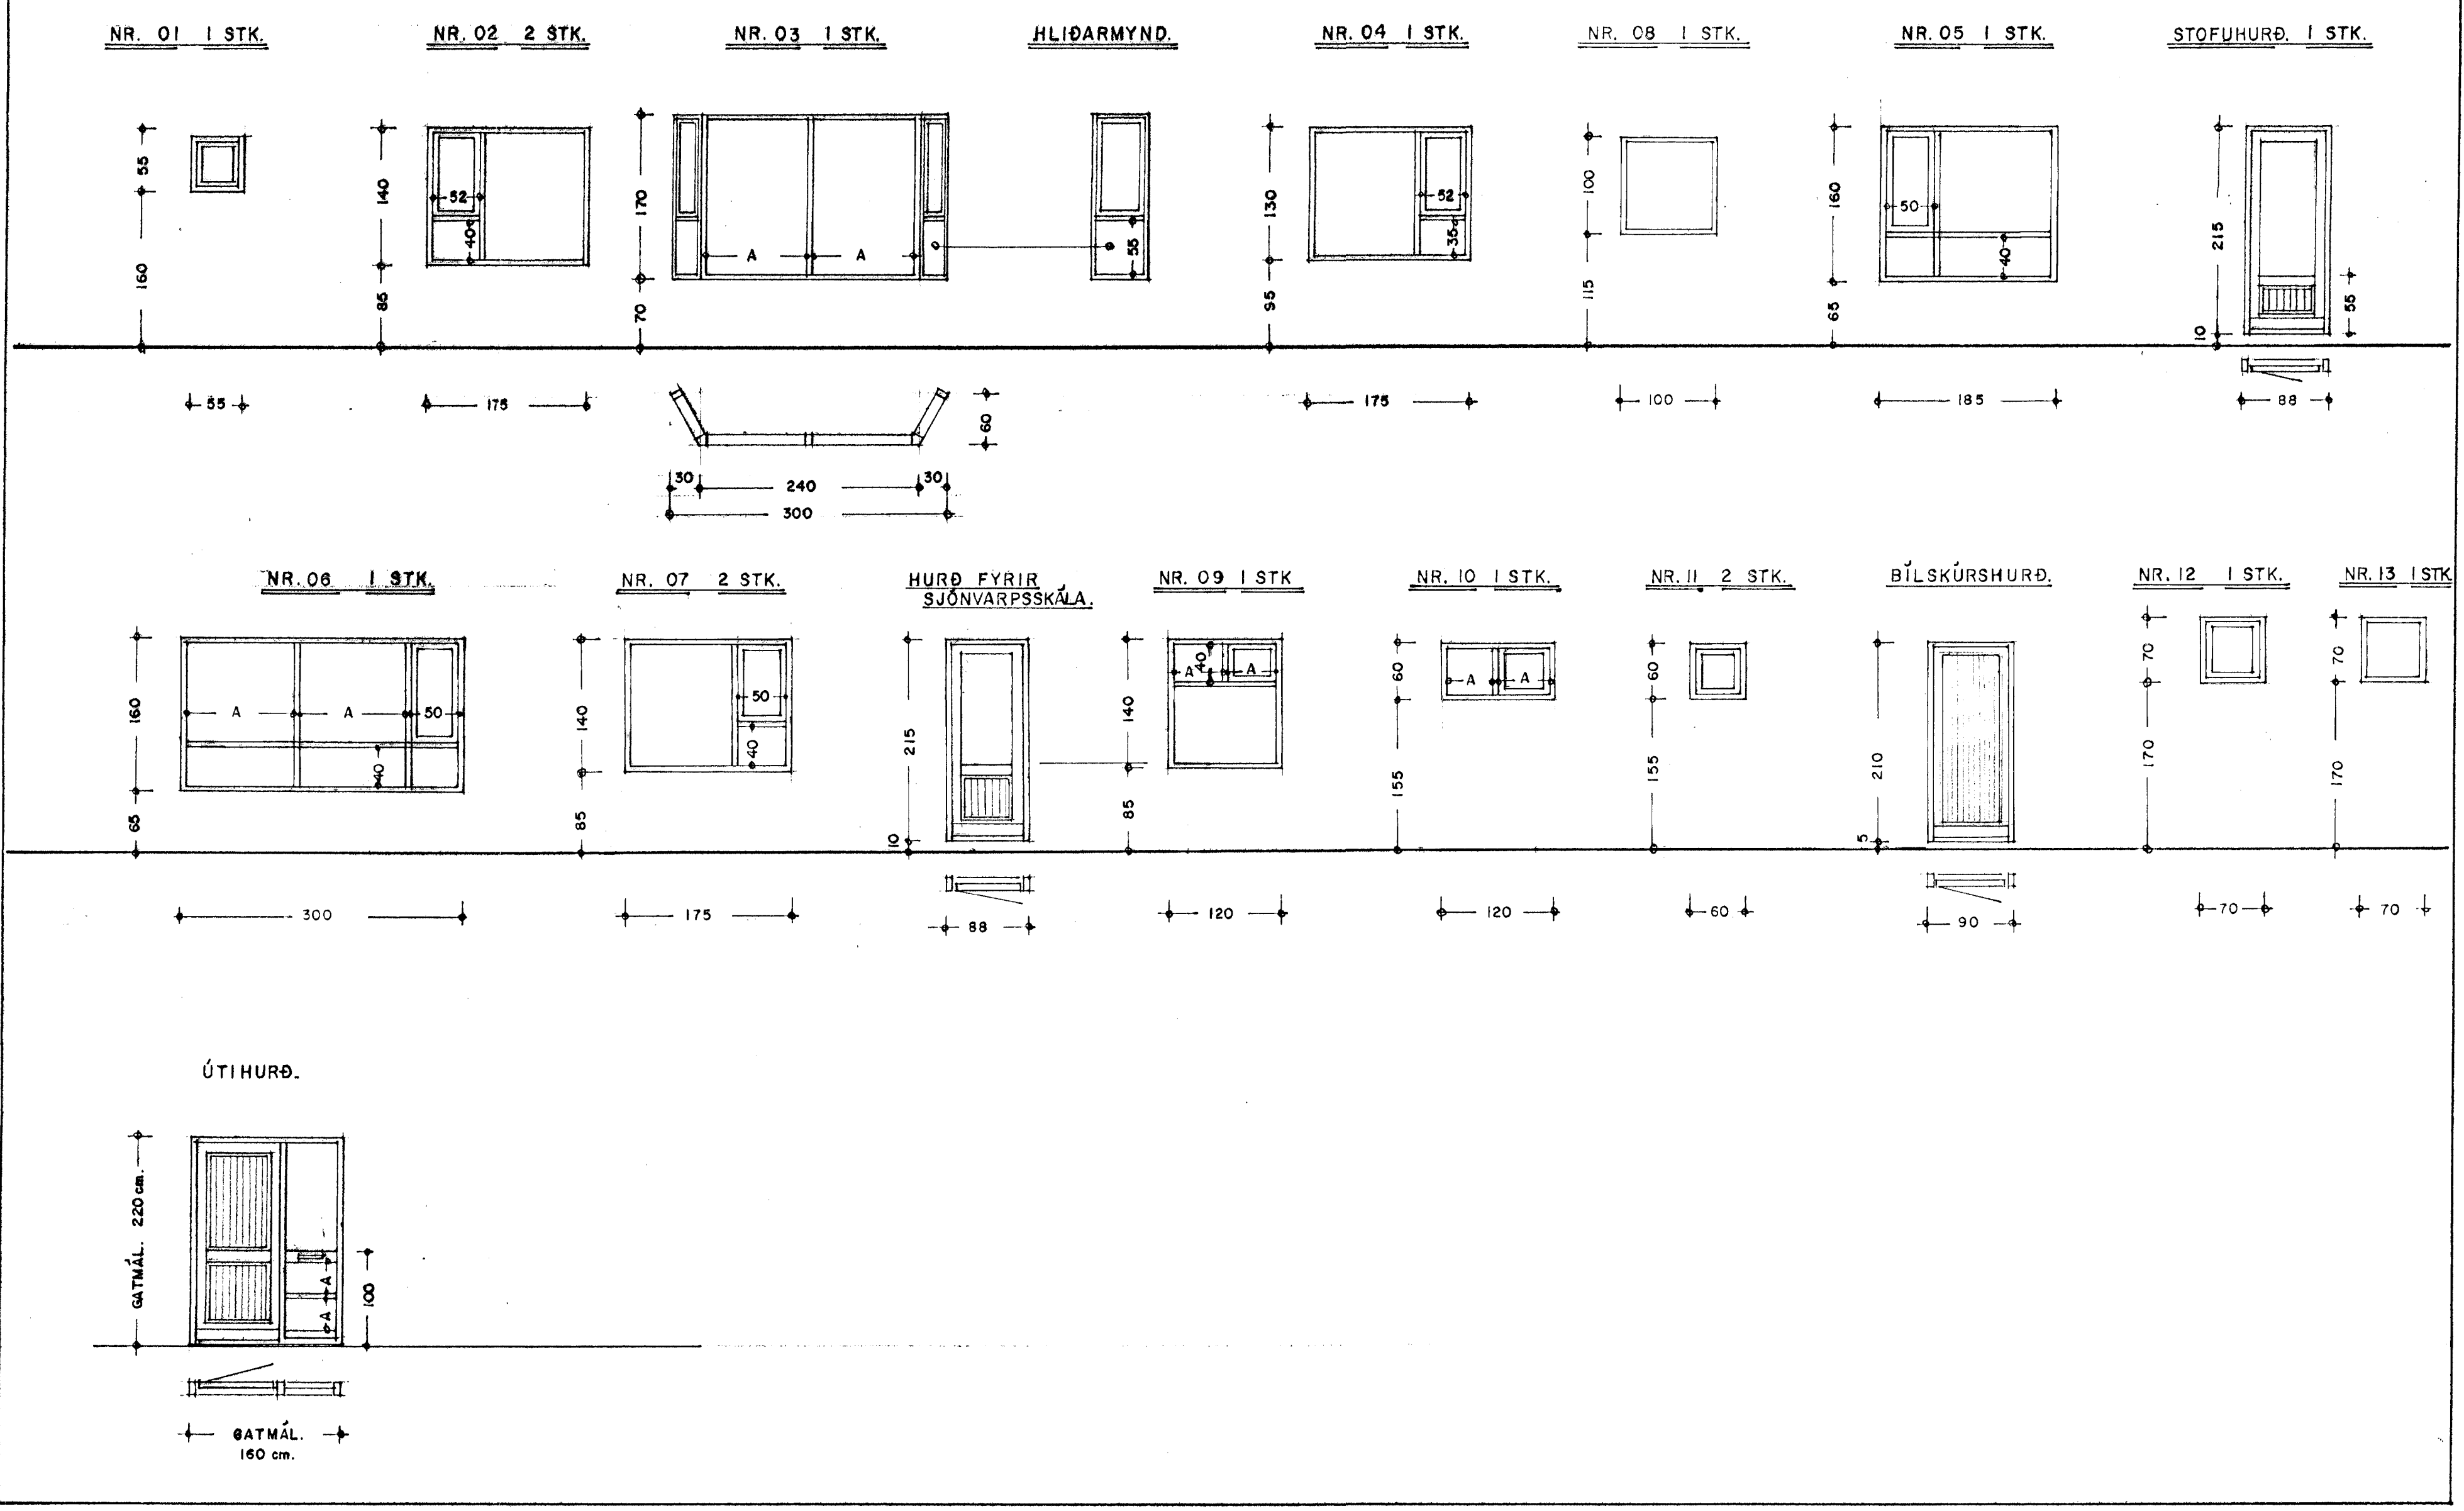 NR. 01 1 STK.
NR. 02 2 STK.
NR. 03 1 STK.
HLIÐARMYND.
NR. 04 1 STK.
NR. 08 1 STK.
NR. 05 1 STK.
STOFUHURÐ. 1 STK.
55
160
55
140
85
52
40
175
170
70
A A
55
60
30 240 30
300
130
95
52
35
175
100
115
100
160
65
50
40
185
215
10
55
88
NR. 06 1 STK.
NR. 07 2 STK.
HURÐ FYRIR
SJÓNVARPSSKÁLA.
NR. 09 1 STK
NR. 10 1 STK.
NR. 11 2 STK.
BÍLSKÚRSHURÐ.
NR. 12 1 STK.
NR. 13 1 STK
160
65
A A 50
40
300
140
85
50
40
175
215
10
88
140
85
A 40 A
120
60
155
A A
120
60
155
60
210
5
90
70
170
70
70
170
70
ÚTIHURÐ.
GATMÁL. 220 cm.
A
A
100
GATMÁL.
160 cm.